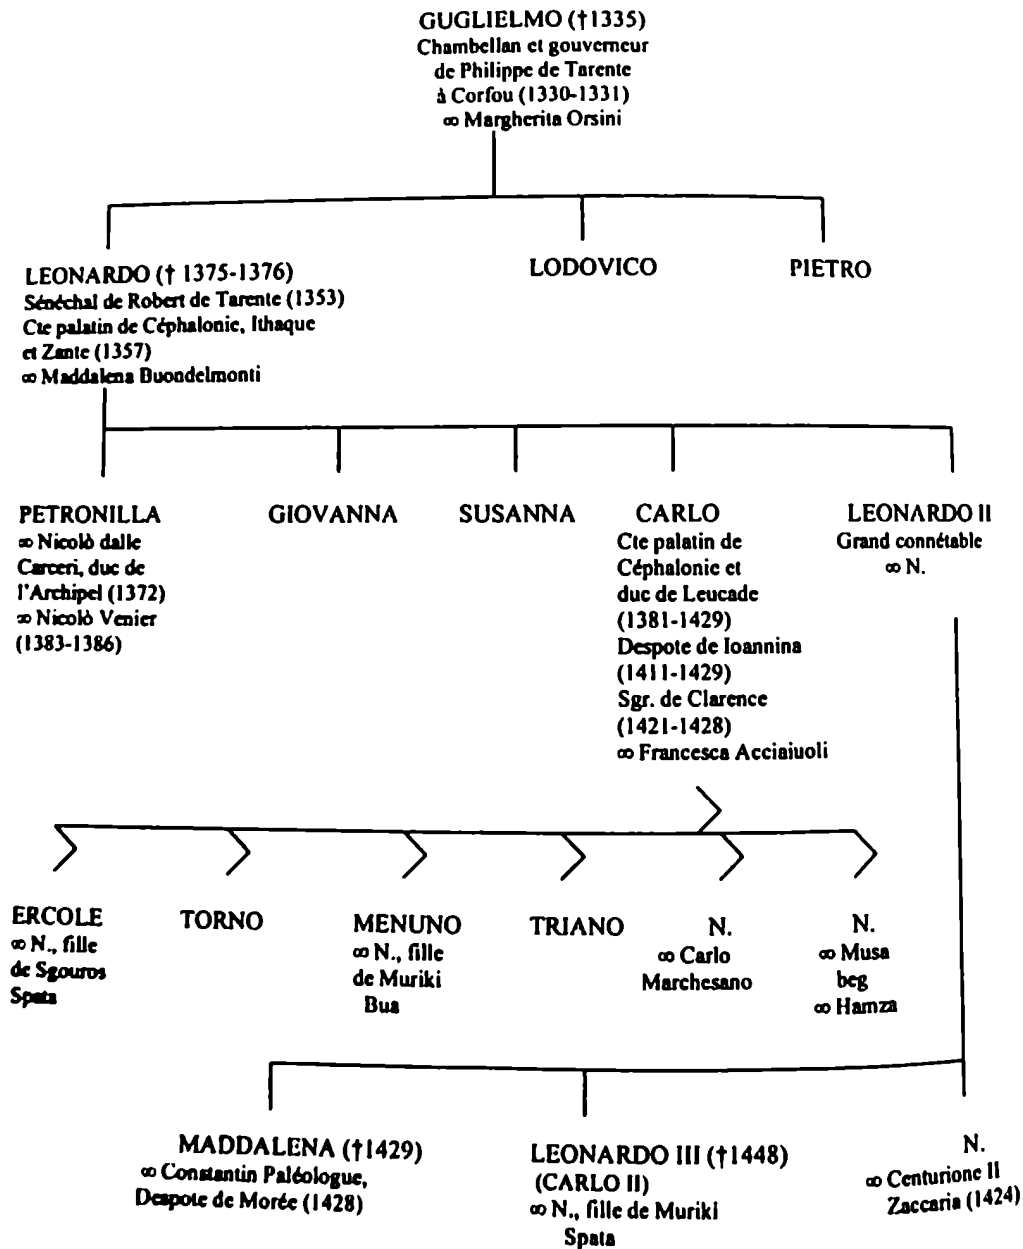 GUGLIELMO (†1335)
Chambellan et gouverneur
de Philippe de Tarente
à Corfou (1330-1331)
∞ Margherita Orsini
LEONARDO († 1375-1376)
Sénéchal de Robert de Tarente (1353)
Cte palatin de Céphalonie, Ithaque
et Zante (1357)
∞ Maddalena Buondelmonti
LODOVICO
PIETRO
PETRONILLA
∞ Nicolò dalle
Carceri, duc de
l'Archipel (1372)
∞ Nicolò Venier
(1383-1386)
GIOVANNA
SUSANNA
CARLO
Cte palatin de
Céphalonie et
duc de Leucade
(1381-1429)
Despote de Ioannina
(1411-1429)
Sgr. de Clarence
(1421-1428)
∞ Francesca Acciaiuoli
LEONARDO II
Grand connétable
∞ N.
ERCOLE
∞ N., fille
de Sgouros
Spata
TORNO
MENUNO
∞ N., fille
de Muriki
Bua
TRIANO
N.
∞ Carlo
Marchesano
N.
∞ Musa
beg
∞ Hamza
MADDALENA (†1429)
∞ Constantin Paléologue,
Despote de Morée (1428)
LEONARDO III (†1448)
(CARLO II)
∞ N., fille de Muriki
Spata
N.
∞ Centurione II
Zaccaria (1424)